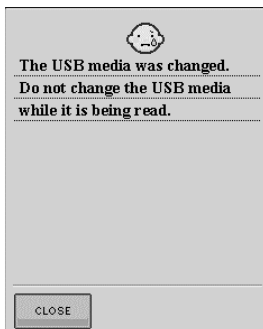 The USB media was changed.
Do not change the USB media
while it is being read.
CLOSE